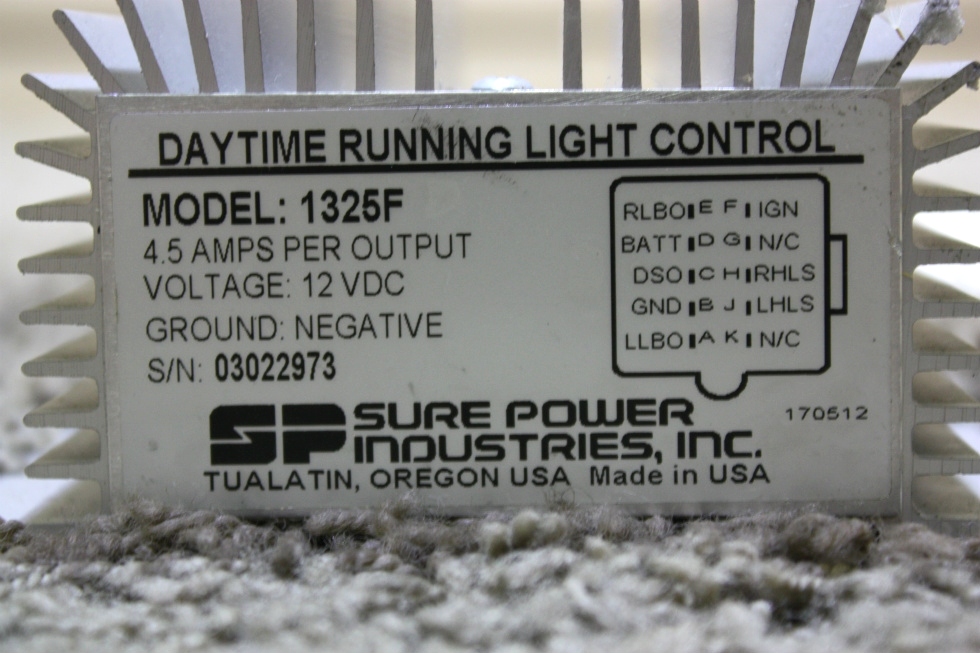 DAYTIME RUNNING LIGHT CONTROL
MODEL: 1325F
4.5 AMPS PER OUTPUT
VOLTAGE: 12 VDC
GROUND: NEGATIVE
S/N: 03022973
RLBO E F IGN
BATT D G N/C
DSO C H RHLS
GND B J LHLS
LLBO A K N/C
170512
SP SURE POWER
INDUSTRIES, INC.
TUALATIN, OREGON USA Made in USA